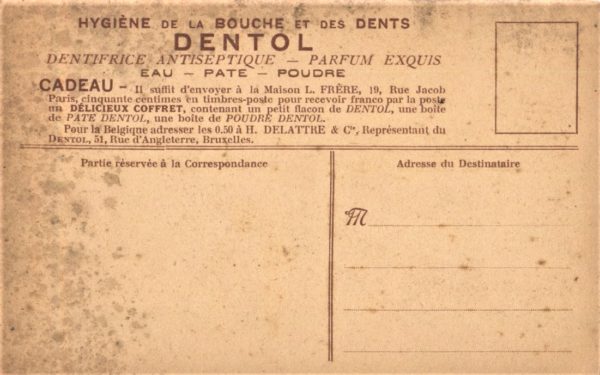 HYGIÈNE DE LA BOUCHE ET DES DENTS
DENTOL
DENTIFRICE ANTISEPTIQUE — PARFUM EXQUIS
EAU — PATE — POUDRE
CADEAU - Il suffit d'envoyer à la Maison L. FRÈRE, 19, Rue Jacob
Paris, cinquante centimes en timbres-poste pour recevoir franco par la poste
un DÉLICIEUX COFFRET, contenant un petit flacon de DENTOL, une boîte
de PATE DENTOL, une boîte de POUDRE DENTOL.
Pour la Belgique adresser les 0.50 à H. DELATTRE & Cie, Représentant du
DENTOL, 51, Rue d'Angleterre, Bruxelles.
Partie réservée à la Correspondance
Adresse du Destinataire
M